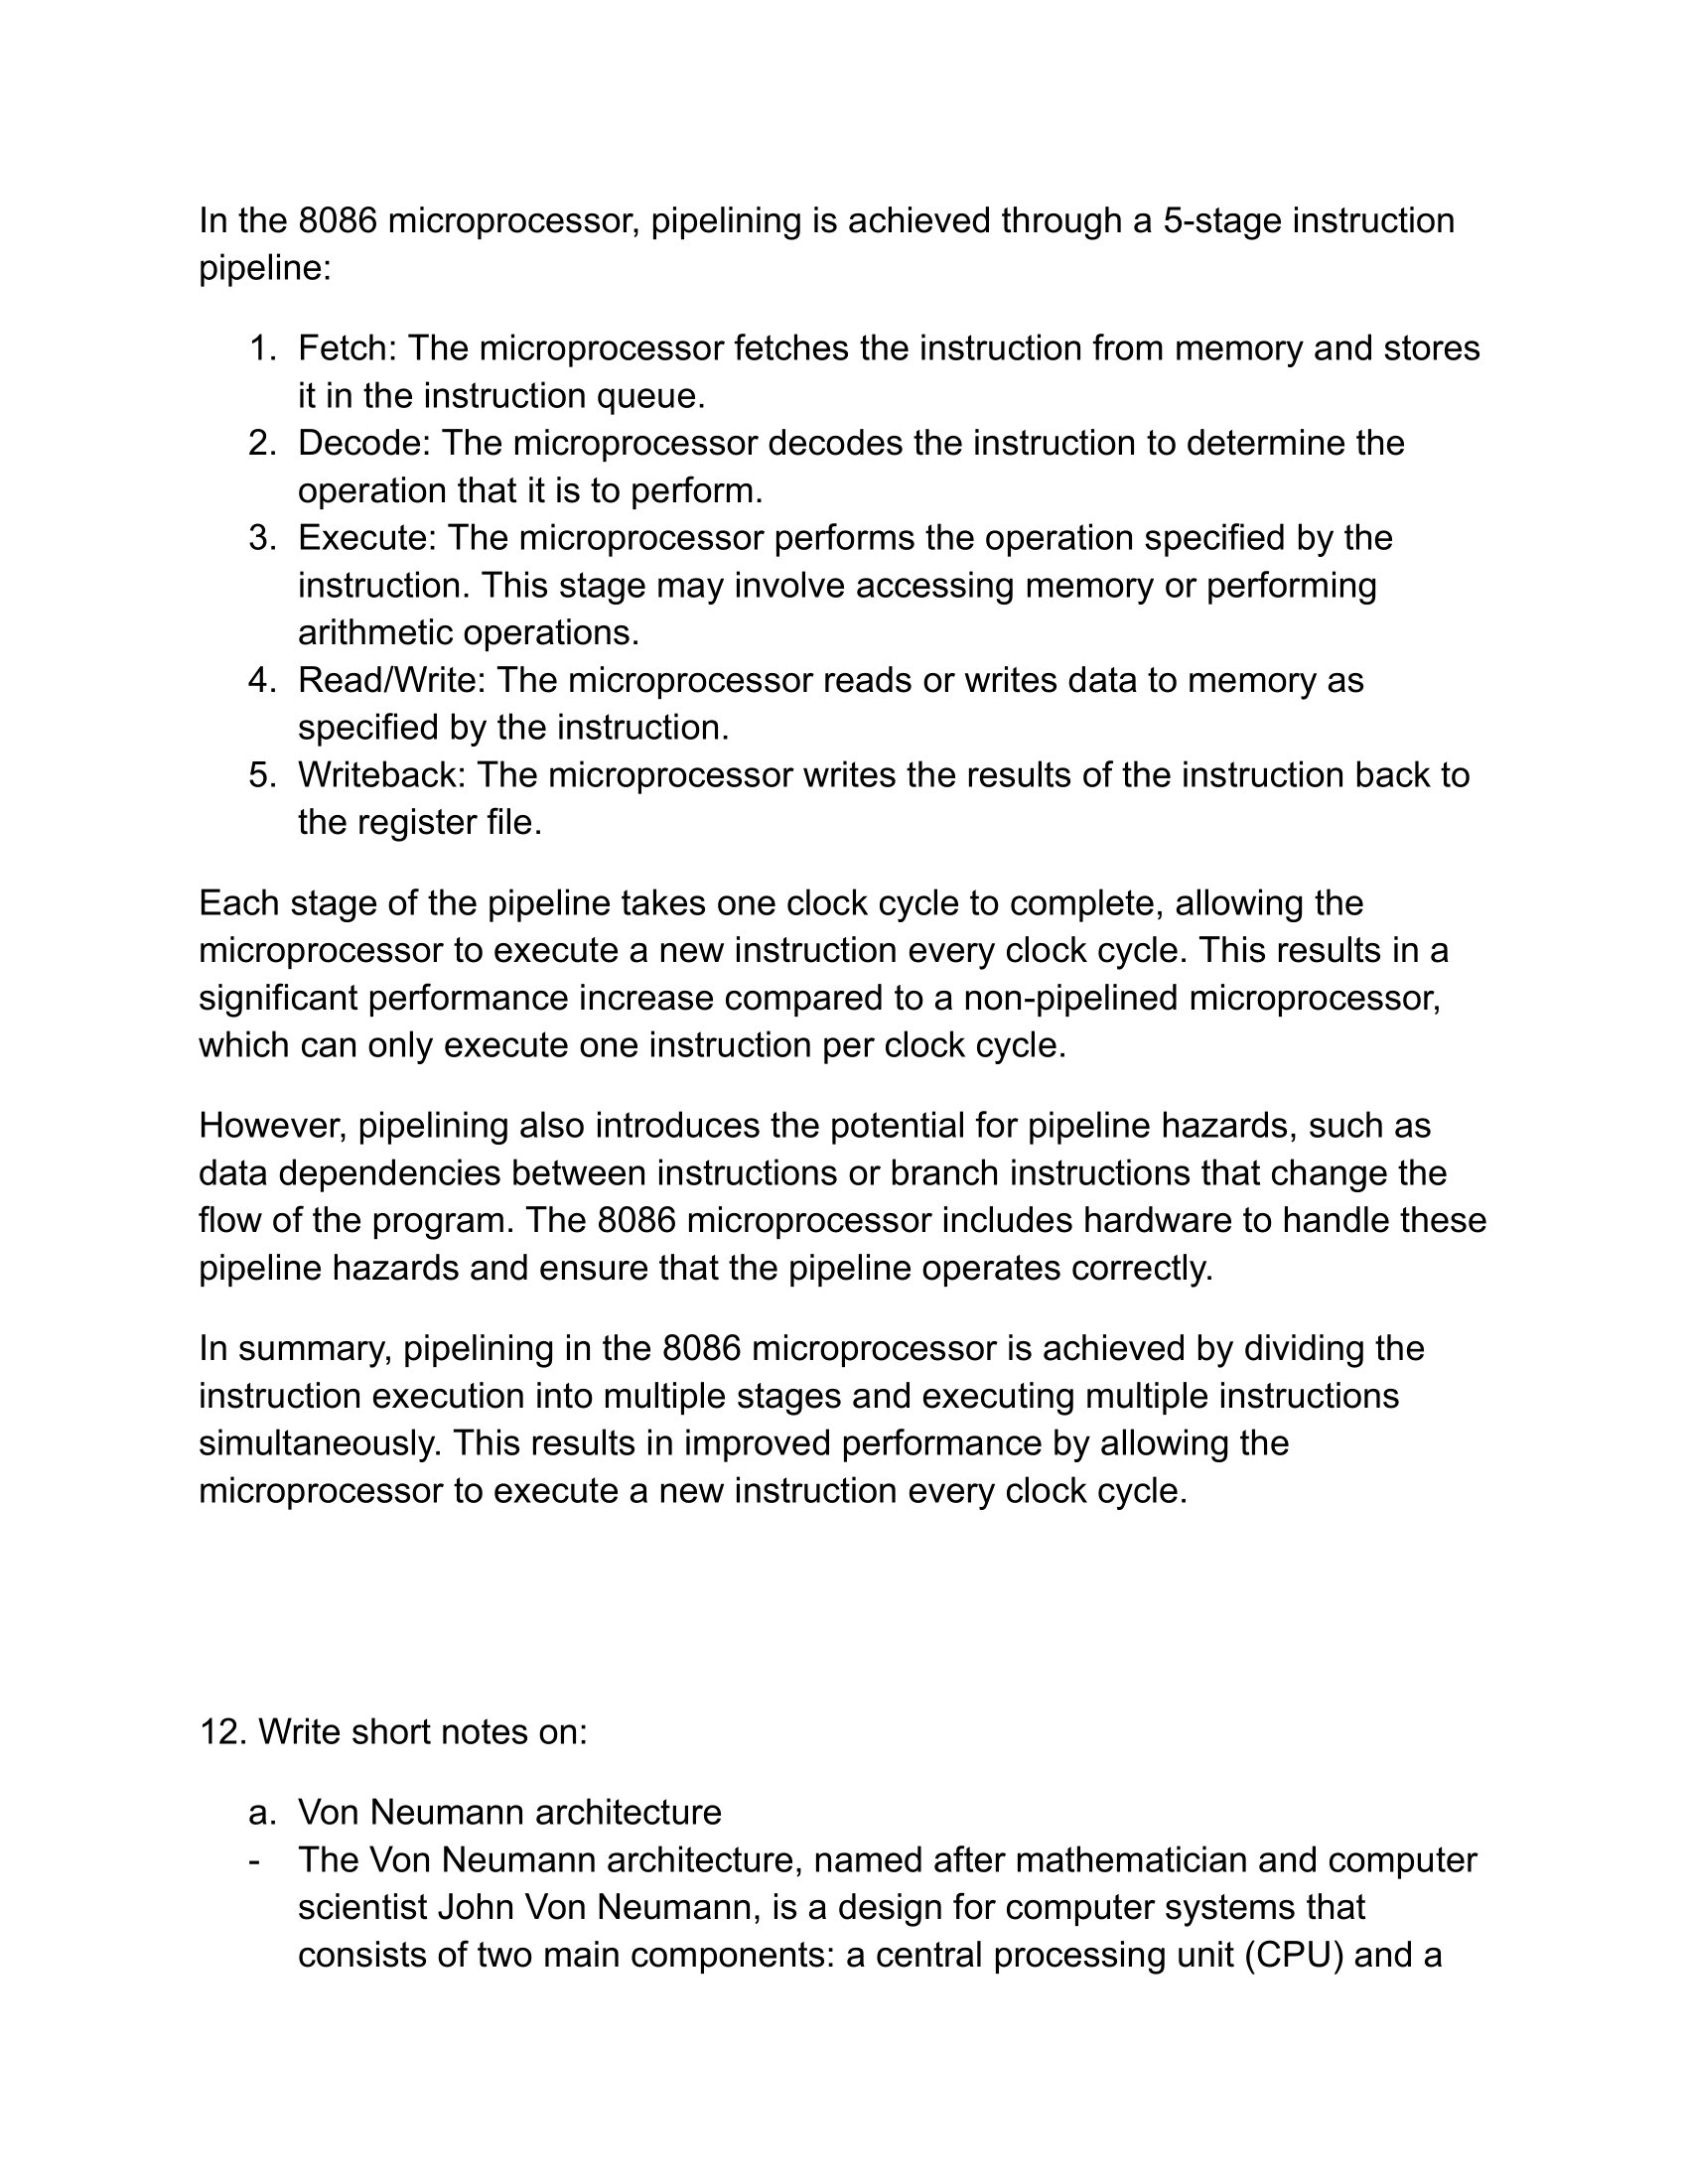 In the 8086 microprocessor, pipelining is achieved through a 5-stage instruction
pipeline:
1. Fetch: The microprocessor fetches the instruction from memory and stores
it in the instruction queue.
2. Decode: The microprocessor decodes the instruction to determine the
operation that it is to perform.
3. Execute: The microprocessor performs the operation specified by the
instruction. This stage may involve accessing memory or performing
arithmetic operations.
4. Read/Write: The microprocessor reads or writes data to memory as
specified by the instruction.
5. Writeback: The microprocessor writes the results of the instruction back to
the register file.
Each stage of the pipeline takes one clock cycle to complete, allowing the
microprocessor to execute a new instruction every clock cycle. This results in a
significant performance increase compared to a non-pipelined microprocessor,
which can only execute one instruction per clock cycle.
However, pipelining also introduces the potential for pipeline hazards, such as
data dependencies between instructions or branch instructions that change the
flow of the program. The 8086 microprocessor includes hardware to handle these
pipeline hazards and ensure that the pipeline operates correctly.
In summary, pipelining in the 8086 microprocessor is achieved by dividing the
instruction execution into multiple stages and executing multiple instructions
simultaneously. This results in improved performance by allowing the
microprocessor to execute a new instruction every clock cycle.
12. Write short notes on:
a. Von Neumann architecture
- The Von Neumann architecture, named after mathematician and computer
scientist John Von Neumann, is a design for computer systems that
consists of two main components: a central processing unit (CPU) and a